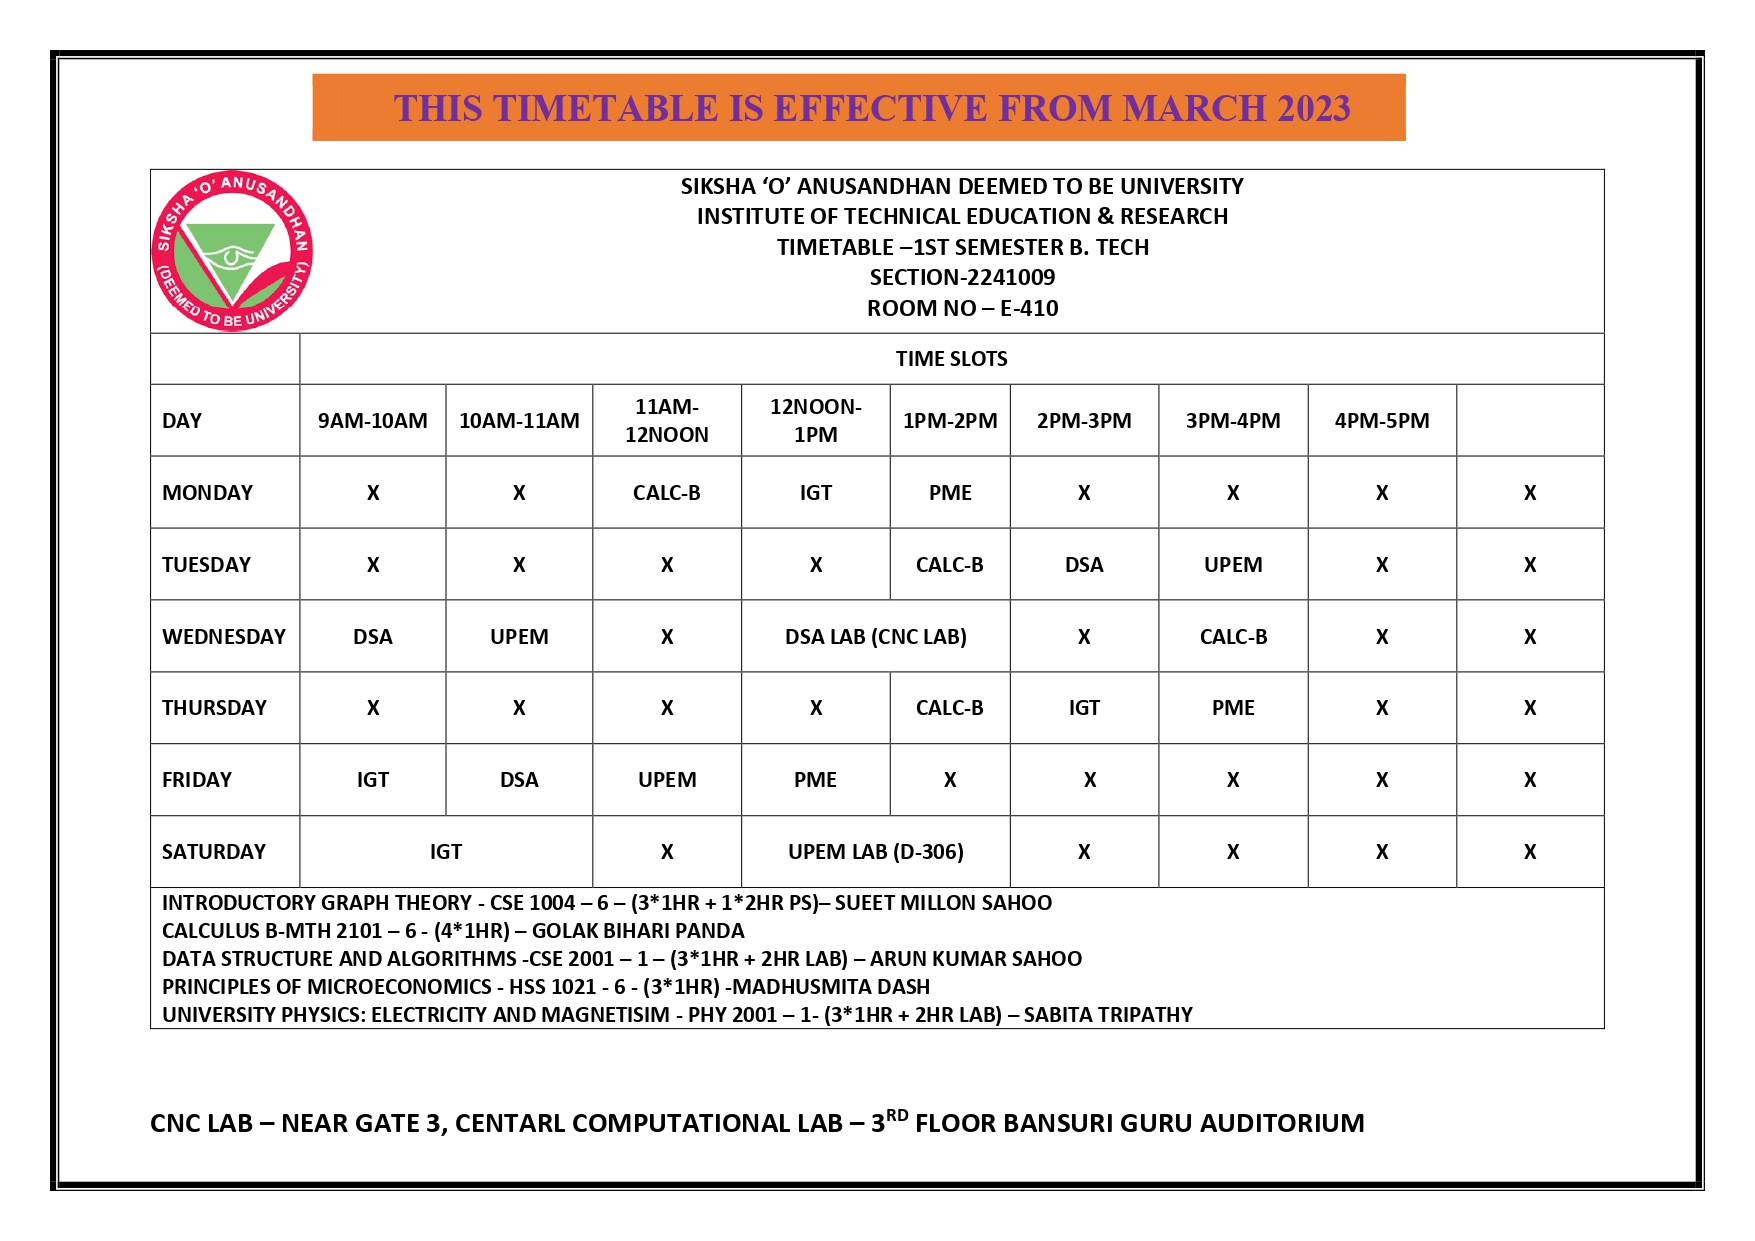 THIS TIMETABLE IS EFFECTIVE FROM MARCH 2023
SIKSHA 'O' ANUSANDHAN
(DEEMED TO BE UNIVERSITY)
SIKSHA ‘O’ ANUSANDHAN DEEMED TO BE UNIVERSITY
INSTITUTE OF TECHNICAL EDUCATION & RESEARCH
TIMETABLE –1ST SEMESTER B. TECH
SECTION-2241009
ROOM NO – E-410
TIME SLOTS
DAY 9AM-10AM 10AM-11AM 11AM-12NOON 12NOON-1PM 1PM-2PM 2PM-3PM 3PM-4PM 4PM-5PM
MONDAY X X CALC-B IGT PME X X X X
TUESDAY X X X X CALC-B DSA UPEM X X
WEDNESDAY DSA UPEM X DSA LAB (CNC LAB) X CALC-B X X
THURSDAY X X X X CALC-B IGT PME X X
FRIDAY IGT DSA UPEM PME X X X X X
SATURDAY IGT X UPEM LAB (D-306) X X X X
INTRODUCTORY GRAPH THEORY - CSE 1004 – 6 – (3*1HR + 1*2HR PS)– SUEET MILLON SAHOO
CALCULUS B-MTH 2101 – 6 - (4*1HR) – GOLAK BIHARI PANDA
DATA STRUCTURE AND ALGORITHMS -CSE 2001 – 1 – (3*1HR + 2HR LAB) – ARUN KUMAR SAHOO
PRINCIPLES OF MICROECONOMICS - HSS 1021 - 6 - (3*1HR) -MADHUSMITA DASH
UNIVERSITY PHYSICS: ELECTRICITY AND MAGNETISIM - PHY 2001 – 1- (3*1HR + 2HR LAB) – SABITA TRIPATHY
CNC LAB – NEAR GATE 3, CENTARL COMPUTATIONAL LAB – 3RD FLOOR BANSURI GURU AUDITORIUM